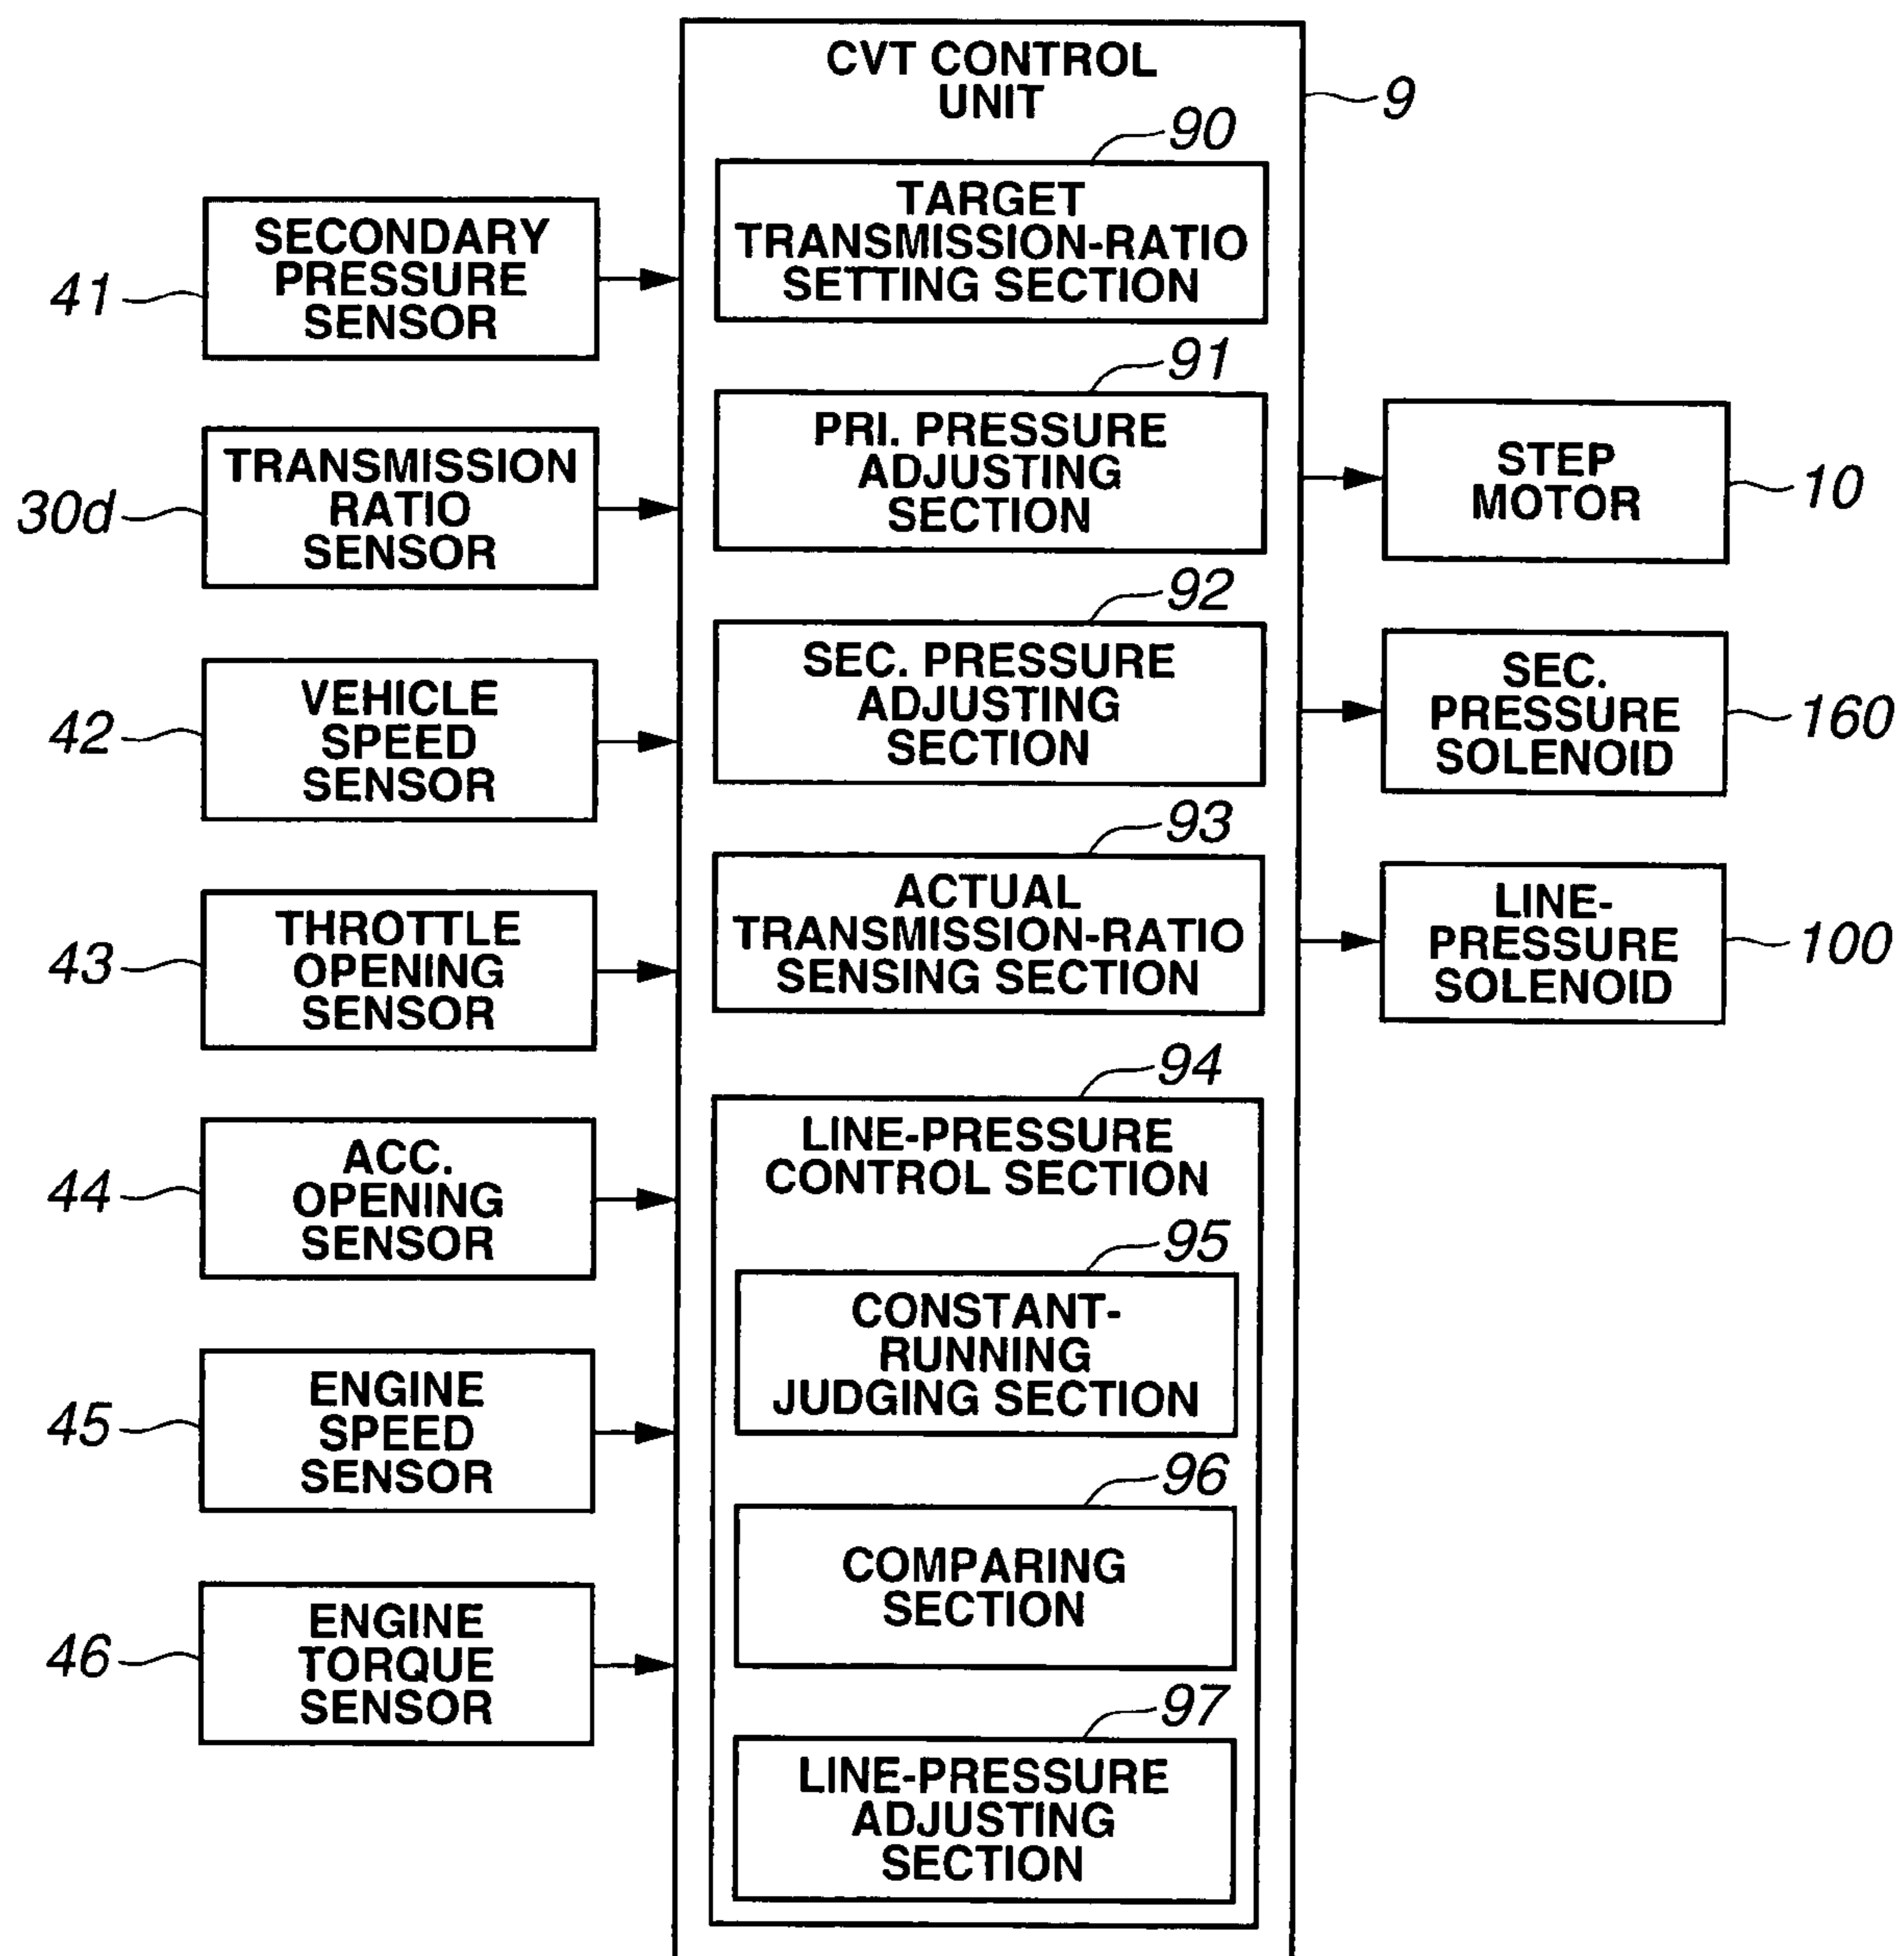 CVT CONTROL
UNIT
9
90
TARGET
TRANSMISSION-RATIO
SETTING SECTION
91
PRI. PRESSURE
ADJUSTING
SECTION
92
SEC. PRESSURE
ADJUSTING
SECTION
93
ACTUAL
TRANSMISSION-RATIO
SENSING SECTION
94
LINE-PRESSURE
CONTROL SECTION
95
CONSTANT-
RUNNING
JUDGING SECTION
96
COMPARING
SECTION
97
LINE-PRESSURE
ADJUSTING
SECTION
41
SECONDARY
PRESSURE
SENSOR
30d
TRANSMISSION
RATIO
SENSOR
42
VEHICLE
SPEED
SENSOR
43
THROTTLE
OPENING
SENSOR
44
ACC.
OPENING
SENSOR
45
ENGINE
SPEED
SENSOR
46
ENGINE
TORQUE
SENSOR
STEP
MOTOR
10
SEC.
PRESSURE
SOLENOID
160
LINE-
PRESSURE
SOLENOID
100